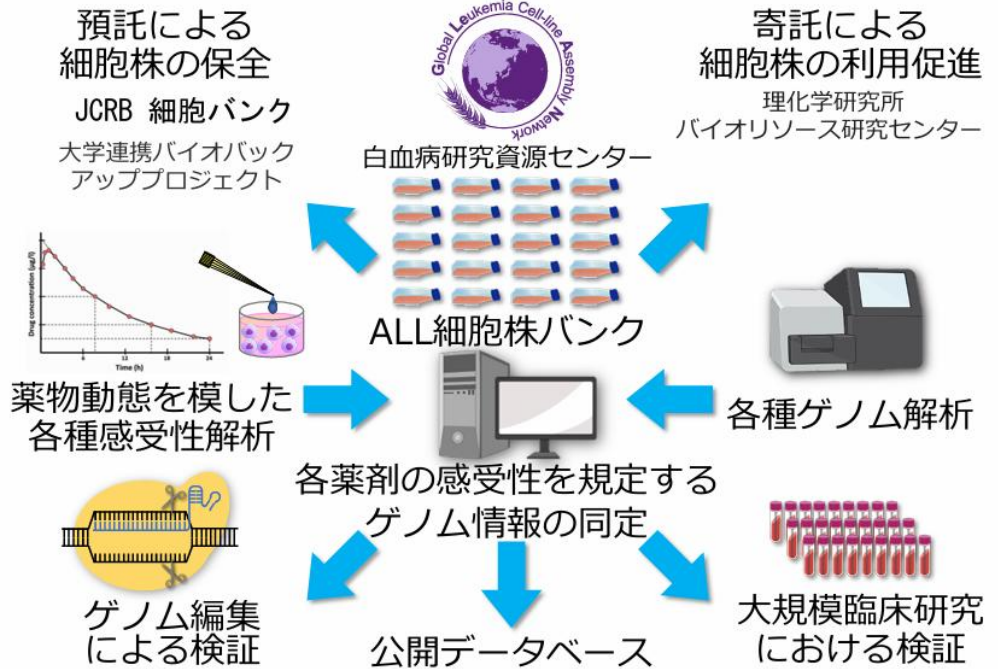 預託による
細胞株の保全
JCRB 細胞バンク
大学連携バイオバック
アッププロジェクト
Global Leukemia Cell-line Assembly Network
白血病研究資源センター
寄託による
細胞株の利用促進
理化学研究所
バイオリソース研究センター
ALL細胞株バンク
Drug concentration (μg/l)
6 12 18 24
Time (h)
薬物動態を模した
各種感受性解析
各種ゲノム解析
各薬剤の感受性を規定する
ゲノム情報の同定
ゲノム編集
による検証
公開データベース
大規模臨床研究
における検証